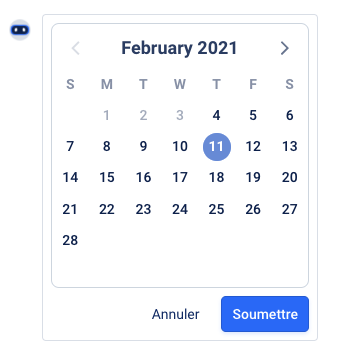 February 2021
S M T W T F S
1 2 3 4 5 6
7 8 9 10 11 12 13
14 15 16 17 18 19 20
21 22 23 24 25 26 27
28
Annuler Soumettre